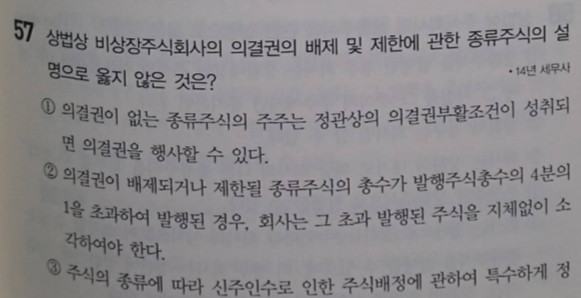 57 상법상 비상장주식회사의 의결권의 배제 및 제한에 관한 종류주식의 설
명으로 옳지 않은 것은?
• 14년 세무사
① 의결권이 없는 종류주식의 주주는 정관상의 의결권부활조건이 성취되
면 의결권을 행사할 수 있다.
② 의결권이 배제되거나 제한될 종류주식의 총수가 발행주식총수의 4분의
1을 초과하여 발행된 경우, 회사는 그 초과 발행된 주식을 지체없이 소
각하여야 한다.
③ 주식의 종류에 따라 신주인수로 인한 주식배정에 관하여 특수하게 정